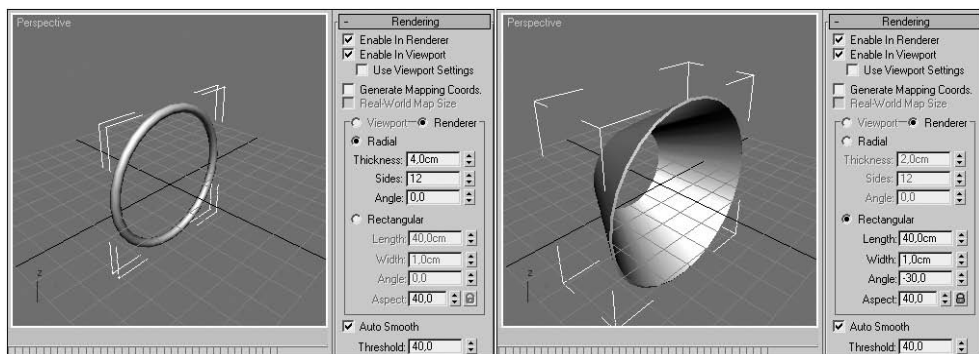 Perspective
- Rendering
Enable In Renderer
Enable In Viewport
Use Viewport Settings
Generate Mapping Coords.
Real-World Map Size
Viewport Renderer
Radial
Thickness: 4,0cm
Sides: 12
Angle: 0,0
Rectangular
Length: 40,0cm
Width: 1,0cm
Angle: 0,0
Aspect: 40,0
Auto Smooth
Threshold: 40,0
z
Perspective
- Rendering
Enable In Renderer
Enable In Viewport
Use Viewport Settings
Generate Mapping Coords.
Real-World Map Size
Viewport Renderer
Radial
Thickness: 2,0cm
Sides: 12
Angle: 0,0
Rectangular
Length: 40,0cm
Width: 1,0cm
Angle: -30,0
Aspect: 40,0
Auto Smooth
Threshold: 40,0
z